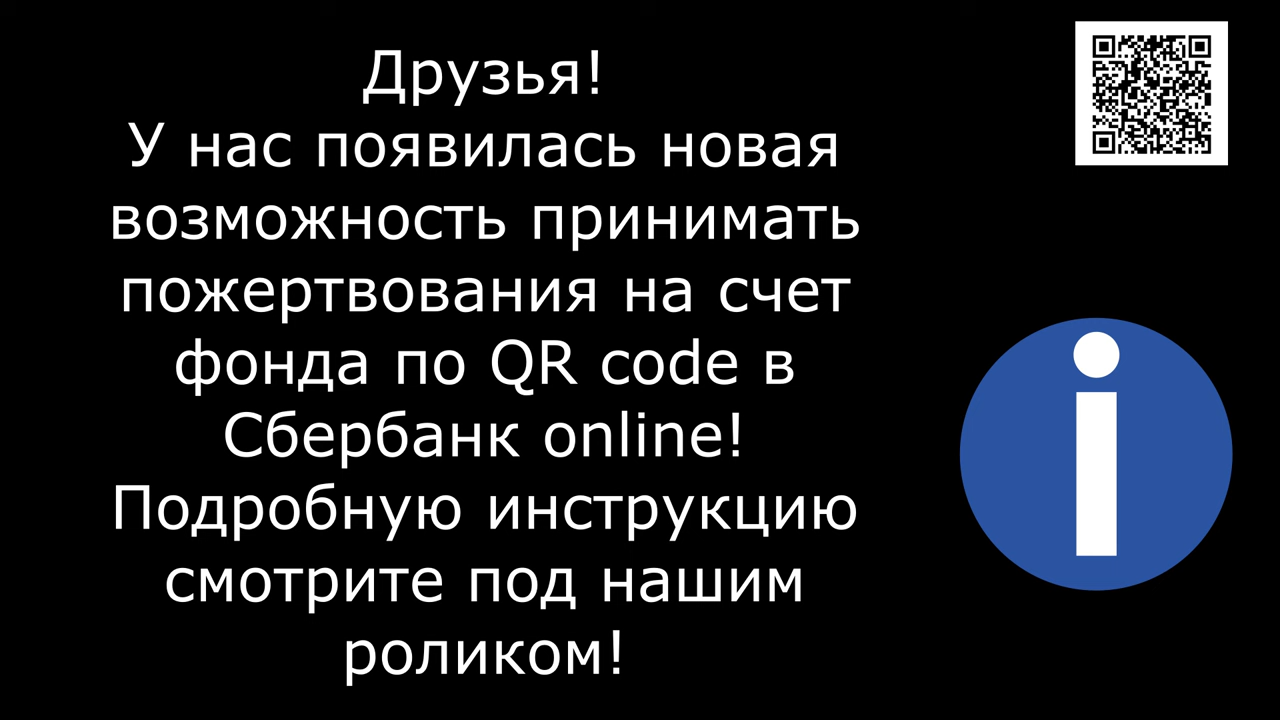 Друзья!
У нас появилась новая
возможность принимать
пожертвования на счет
фонда по QR code в
Сбербанк online!
Подробную инструкцию
смотрите под нашим
роликом!